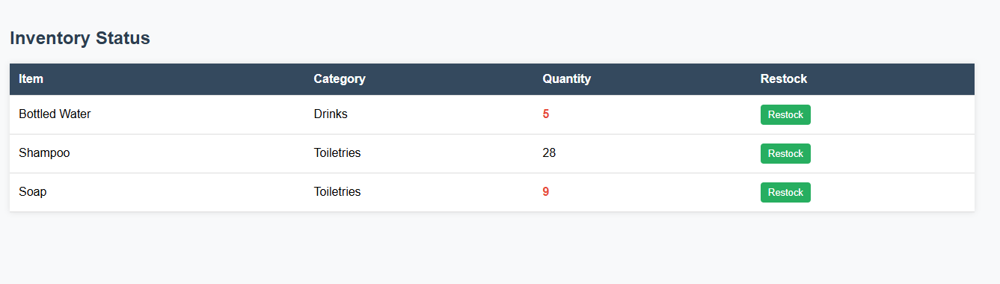 Inventory Status
Item Category Quantity Restock
Bottled Water Drinks 5 Restock
Shampoo Toiletries 28 Restock
Soap Toiletries 9 Restock